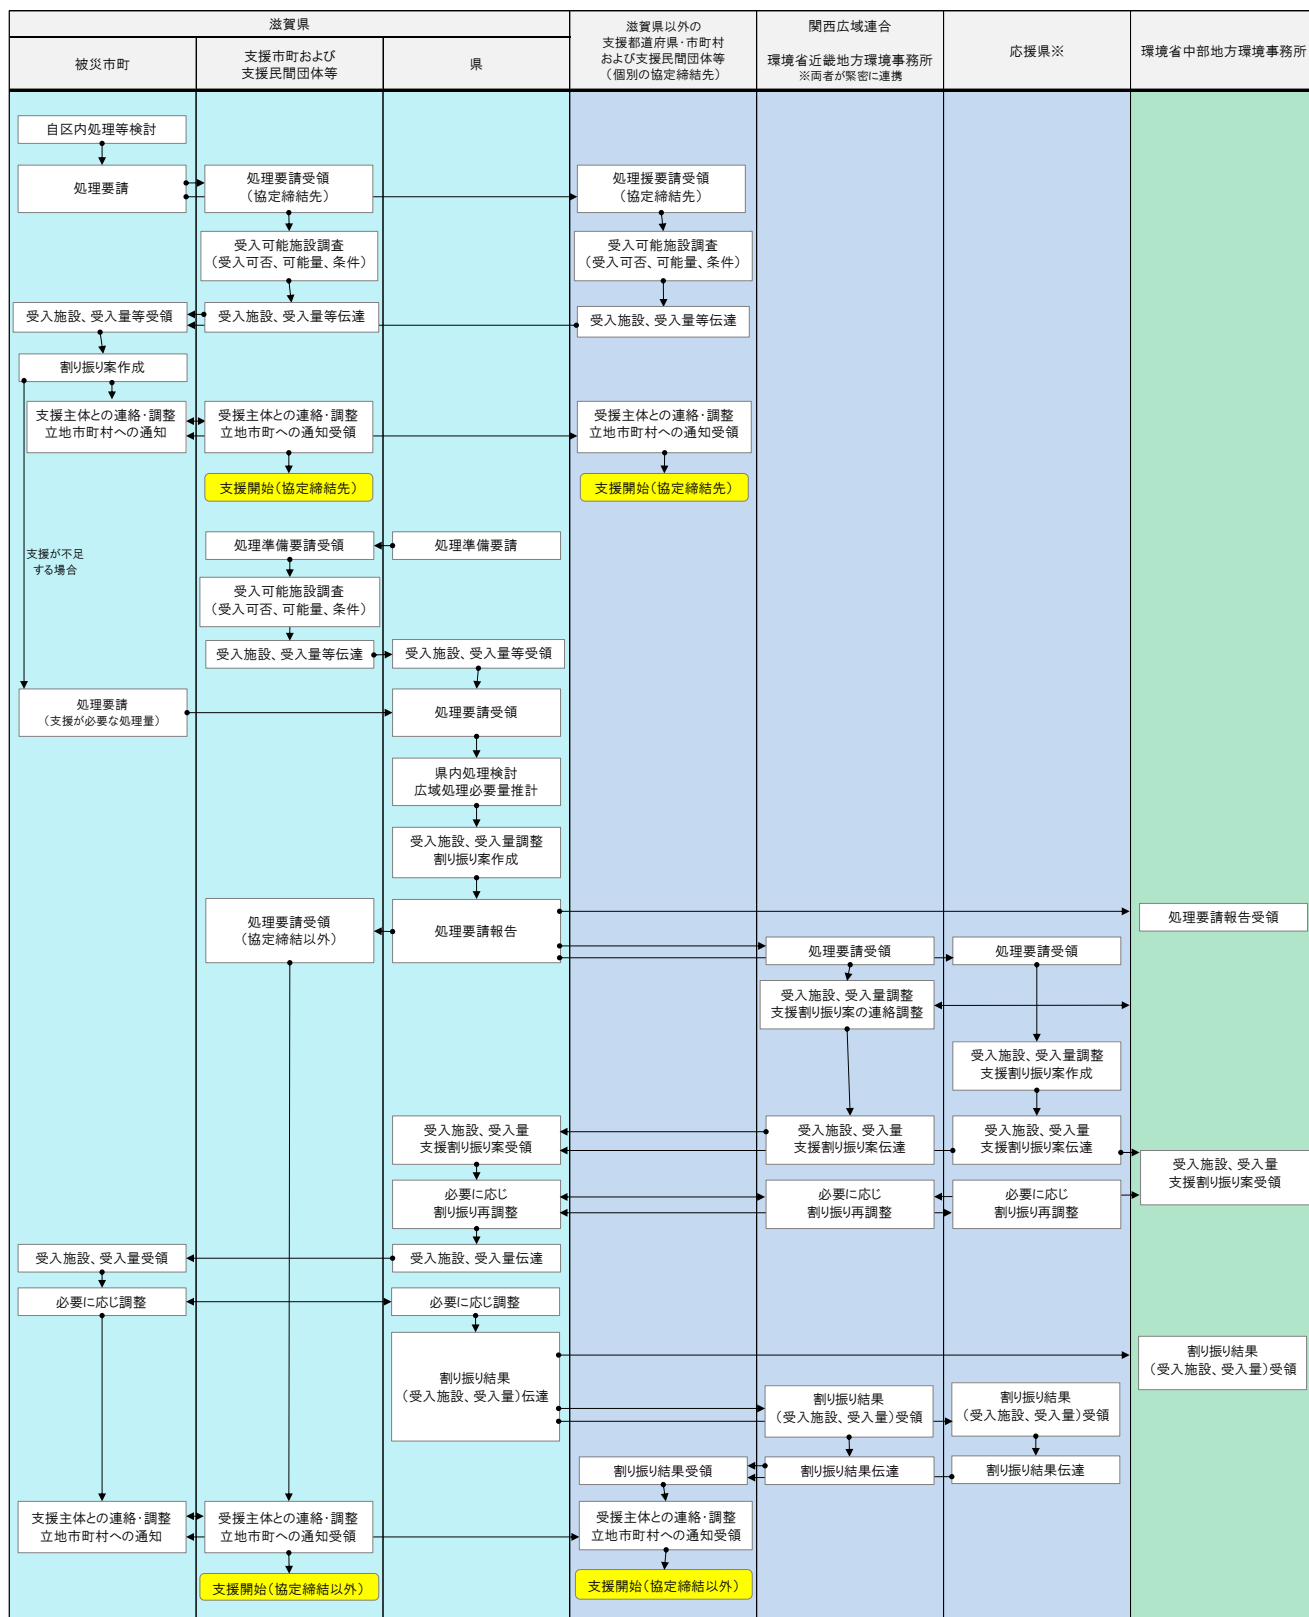 滋賀県
被災市町
支援市町および
支援民間団体等
県
滋賀県以外の
支援都道府県・市町村
および支援民間団体等
（個別の協定締結先）
関西広域連合
環境省近畿地方環境事務所
※両者が緊密に連携
応援県※
環境省中部地方環境事務所
自区内処理等検討
処理要請
処理要請受領
（協定締結先）
処理援要請受領
（協定締結先）
受入可能施設調査
（受入可否、可能量、条件）
受入可能施設調査
（受入可否、可能量、条件）
受入施設、受入量等受領
受入施設、受入量等伝達
受入施設、受入量等伝達
割り振り案作成
支援主体との連絡・調整
立地市町村への通知
受援主体との連絡・調整
立地市町への通知受領
受援主体との連絡・調整
立地市町村への通知受領
支援開始（協定締結先）
支援開始（協定締結先）
支援が不足
する場合
処理準備要請受領
処理準備要請
受入可能施設調査
（受入可否、可能量、条件）
受入施設、受入量等伝達
受入施設、受入量等受領
処理要請
（支援が必要な処理量）
処理要請受領
県内処理検討
広域処理必要量推計
受入施設、受入量調整
割り振り案作成
処理要請受領
（協定締結以外）
処理要請報告
処理要請報告受領
処理要請受領
処理要請受領
受入施設、受入量調整
支援割り振り案の連絡調整
受入施設、受入量調整
支援割り振り案作成
受入施設、受入量
支援割り振り案受領
受入施設、受入量
支援割り振り案伝達
受入施設、受入量
支援割り振り案伝達
受入施設、受入量
支援割り振り案受領
必要に応じ
割り振り再調整
必要に応じ
割り振り再調整
必要に応じ
割り振り再調整
受入施設、受入量受領
受入施設、受入量伝達
必要に応じ調整
必要に応じ調整
割り振り結果
（受入施設、受入量）伝達
割り振り結果
（受入施設、受入量）受領
割り振り結果
（受入施設、受入量）受領
割り振り結果
（受入施設、受入量）受領
割り振り結果受領
割り振り結果伝達
割り振り結果伝達
支援主体との連絡・調整
立地市町村への通知
受援主体との連絡・調整
立地市町への通知受領
受援主体との連絡・調整
立地市町村への通知受領
支援開始（協定締結以外）
支援開始（協定締結以外）